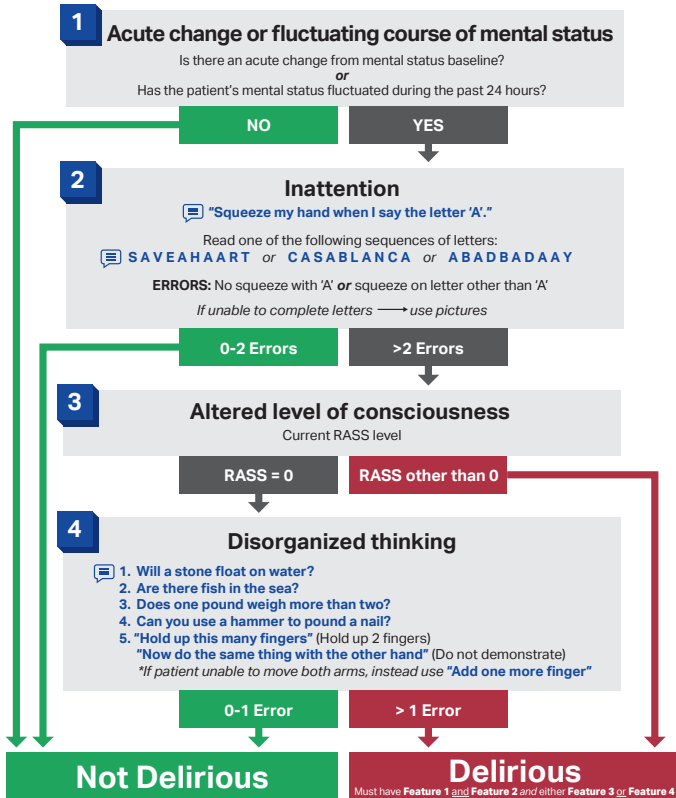 1
Acute change or fluctuating course of mental status
Is there an acute change from mental status baseline?
or
Has the patient's mental status fluctuated during the past 24 hours?
NO
YES
2
Inattention
"Squeeze my hand when I say the letter 'A'."
Read one of the following sequences of letters:
S A V E A H A A R T or C A S A B L A N C A or A B A D B A D A A Y
ERRORS: No squeeze with 'A' or squeeze on letter other than 'A'
If unable to complete letters → use pictures
0-2 Errors
>2 Errors
3
Altered level of consciousness
Current RASS level
RASS = 0
RASS other than 0
4
Disorganized thinking
1. Will a stone float on water?
2. Are there fish in the sea?
3. Does one pound weigh more than two?
4. Can you use a hammer to pound a nail?
5. "Hold up this many fingers" (Hold up 2 fingers)
"Now do the same thing with the other hand" (Do not demonstrate)
*If patient unable to move both arms, instead use "Add one more finger"
0-1 Error
> 1 Error
Not Delirious
Delirious
Must have Feature 1 and Feature 2 and either Feature 3 or Feature 4